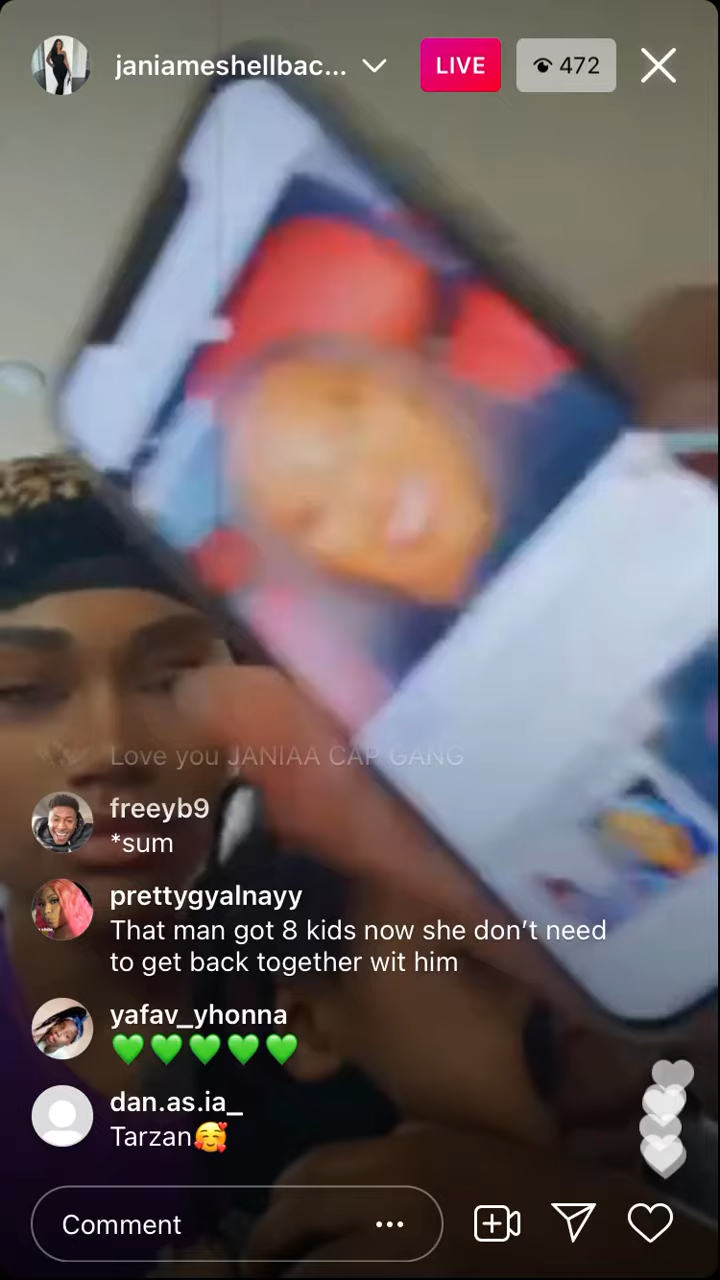 janiameshellbac...
LIVE
472
Love you JANIAA CAP GANG
freeyb9
*sum
prettygyalnayy
That man got 8 kids now she don’t need
to get back together wit him
yafav_yhonna
💚💚💚💚💚
dan.as.ia_
Tarzan🥰
Comment